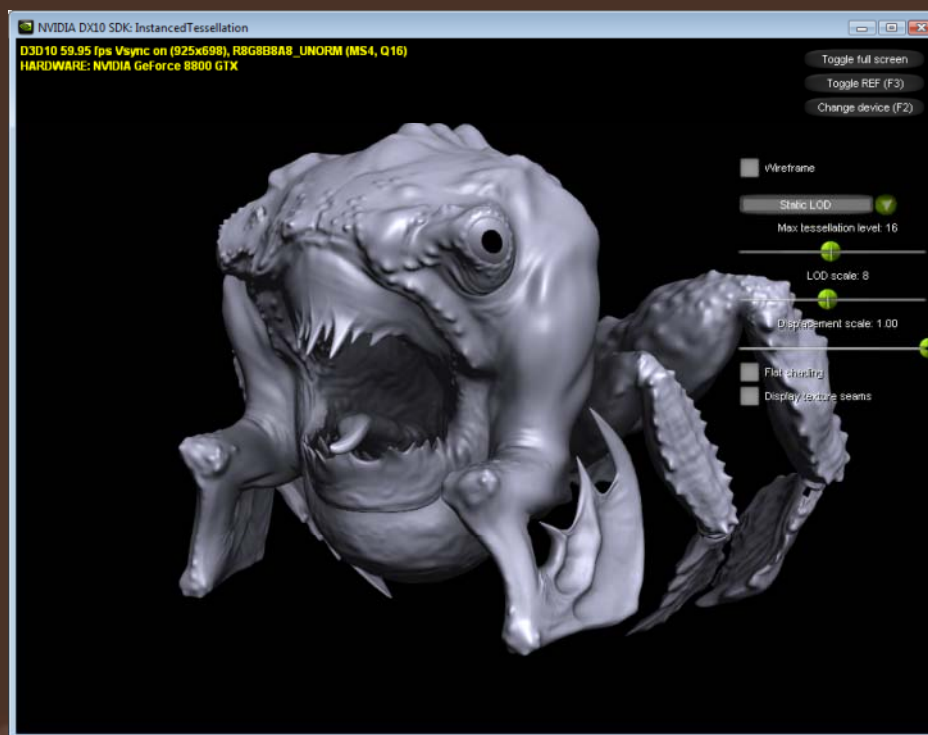 NVIDIA DX10 SDK: InstancedTessellation
D3D10 59.95 fps Vsync on (925x698), R8G8B8A8_UNORM (MS4, Q16)
HARDWARE: NVIDIA GeForce 8800 GTX
Toggle full screen
Toggle REF (F3)
Change device (F2)
Wireframe
Static LOD
Max tessellation level: 16
LOD scale: 8
Displacement scale: 1.00
Flat shading
Display texture seams